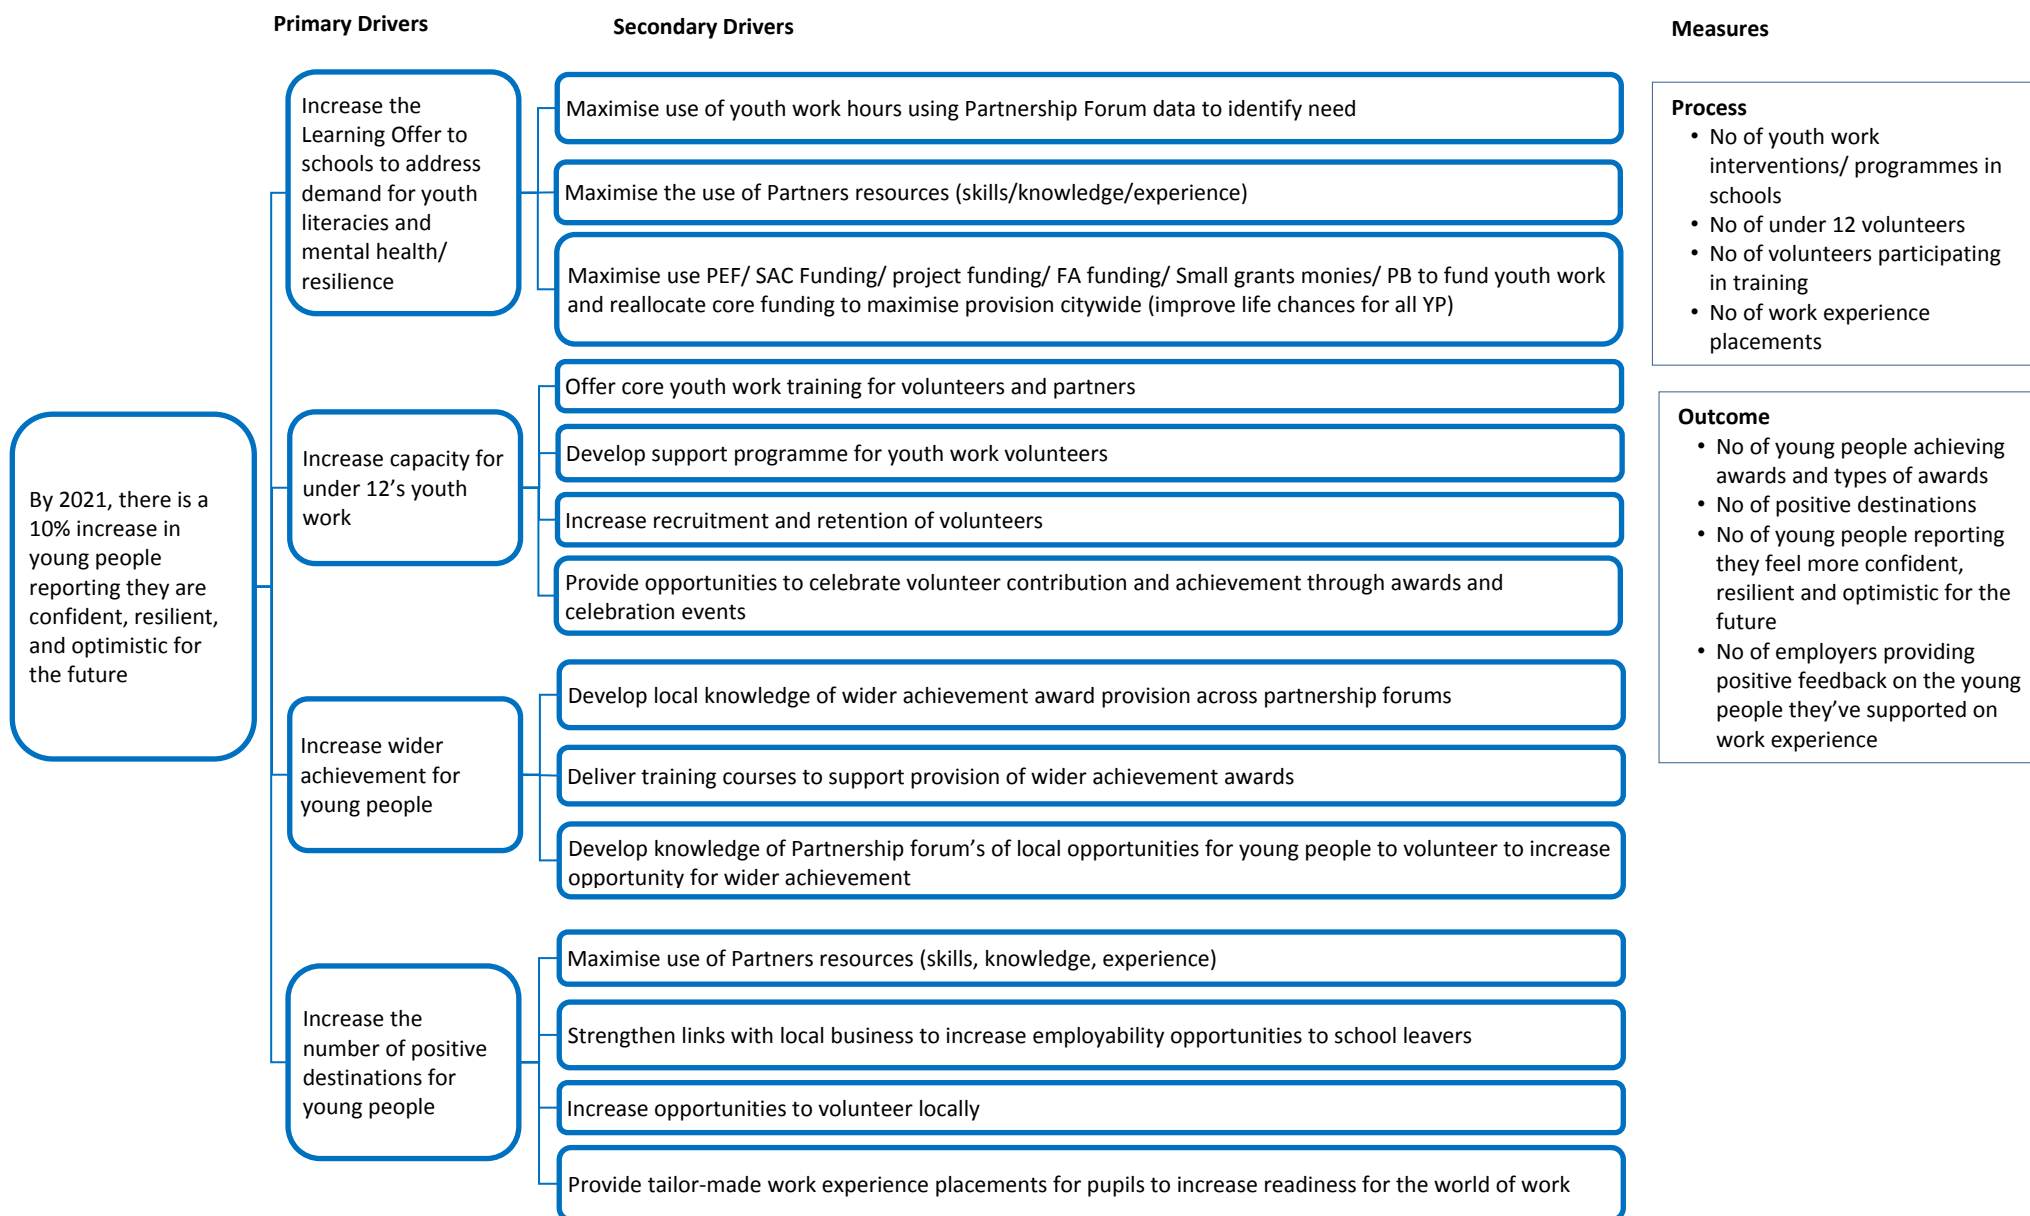 Primary Drivers
Secondary Drivers
Measures
By 2021, there is a
10% increase in
young people
reporting they are
confident, resilient,
and optimistic for
the future
Increase the
Learning Offer to
schools to address
demand for youth
literacies and
mental health/
resilience
Maximise use of youth work hours using Partnership Forum data to identify need
Maximise the use of Partners resources (skills/knowledge/experience)
Maximise use PEF/ SAC Funding/ project funding/ FA funding/ Small grants monies/ PB to fund youth work
and reallocate core funding to maximise provision citywide (improve life chances for all YP)
Increase capacity for
under 12’s youth
work
Offer core youth work training for volunteers and partners
Develop support programme for youth work volunteers
Increase recruitment and retention of volunteers
Provide opportunities to celebrate volunteer contribution and achievement through awards and
celebration events
Increase wider
achievement for
young people
Develop local knowledge of wider achievement award provision across partnership forums
Deliver training courses to support provision of wider achievement awards
Develop knowledge of Partnership forum’s of local opportunities for young people to volunteer to increase
opportunity for wider achievement
Increase the
number of positive
destinations for
young people
Maximise use of Partners resources (skills, knowledge, experience)
Strengthen links with local business to increase employability opportunities to school leavers
Increase opportunities to volunteer locally
Provide tailor-made work experience placements for pupils to increase readiness for the world of work
Process
• No of youth work
interventions/ programmes in
schools
• No of under 12 volunteers
• No of volunteers participating
in training
• No of work experience
placements
Outcome
• No of young people achieving
awards and types of awards
• No of positive destinations
• No of young people reporting
they feel more confident,
resilient and optimistic for the
future
• No of employers providing
positive feedback on the young
people they’ve supported on
work experience